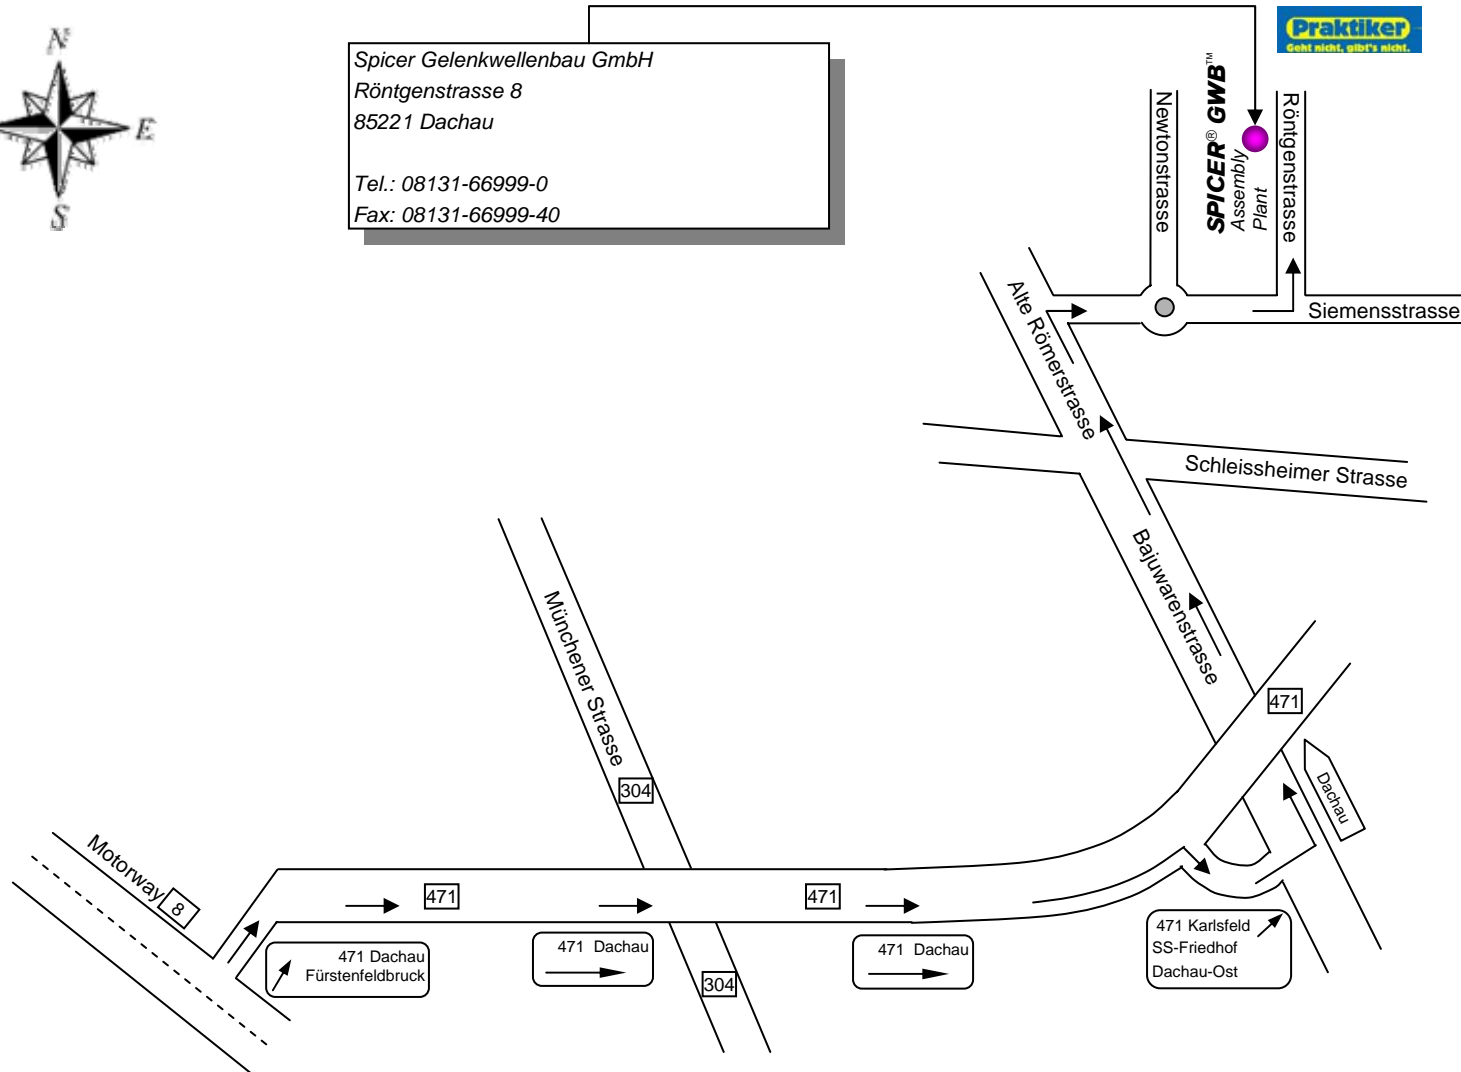 N
E
S
Spicer Gelenkwellenbau GmbH
Röntgenstrasse 8
85221 Dachau
Tel.: 08131-66999-0
Fax: 08131-66999-40
Praktiker
Geht nicht, gibt's nicht.
Newtonstrasse
SPICER® GWB™
Assembly
Plant
Röntgenstrasse
Siemensstrasse
Alte Römerstrasse
Schleissheimer Strasse
Bajuwarenstrasse
Münchener Strasse
304
471
Dachau
Motorway 8
471
471
471 Dachau
Fürstenfeldbruck
471 Dachau
304
471 Dachau
471 Karlsfeld
SS-Friedhof
Dachau-Ost